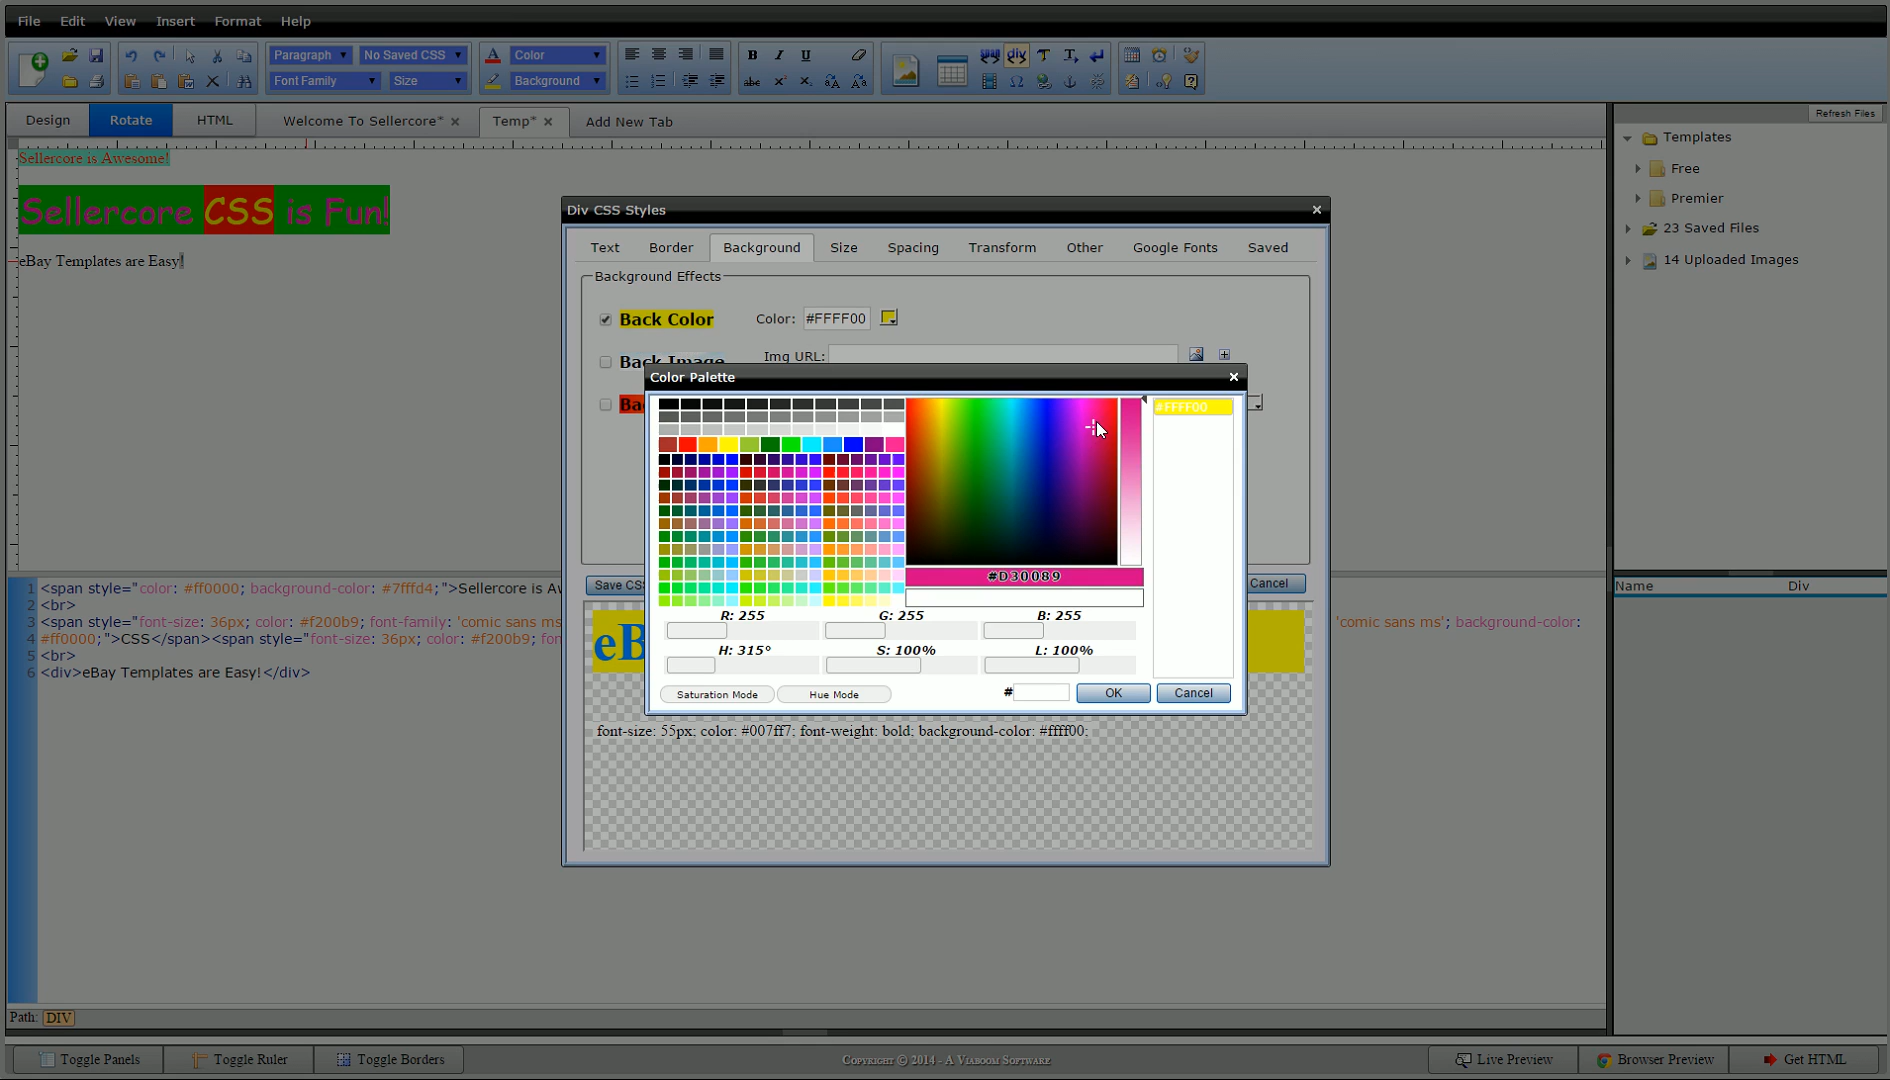 File Edit View Insert Format Help
Paragraph No Saved CSS Color
Font Family Size Background
Design Rotate HTML Welcome To Sellercore* Temp* Add New Tab
Refresh Files
Templates
Free
Premier
23 Saved Files
14 Uploaded Images
Sellercore is Awesome!
Sellercore CSS is Fun!
eBay Templates are Easy!
Div CSS Styles
Text Border Background Size Spacing Transform Other Google Fonts Saved
Background Effects
Back Color Color: #FFFF00
Back Image Img URL:
Ba
Color Palette
#FFFF00
#D30089
R: 255 G: 255 B: 255
H: 315° S: 100% L: 100%
Saturation Mode Hue Mode # OK Cancel
Save CS Cancel
eB
font-size: 55px; color: #007ff7; font-weight: bold; background-color: #ffff00;
1 <span style="color: #ff0000; background-color: #7fffd4;">Sellercore is Aw
2 <br>
3 <span style="font-size: 36px; color: #f200b9; font-family: 'comic sans ms 'comic sans ms'; background-color:
4 #ff0000;">CSS</span><span style="font-size: 36px; color: #f200b9; fon
5 <br>
6 <div>eBay Templates are Easy!</div>
Name Div
Path: DIV
Toggle Panels Toggle Ruler Toggle Borders Copyright © 2014 - A Viaboom Software Live Preview Browser Preview Get HTML